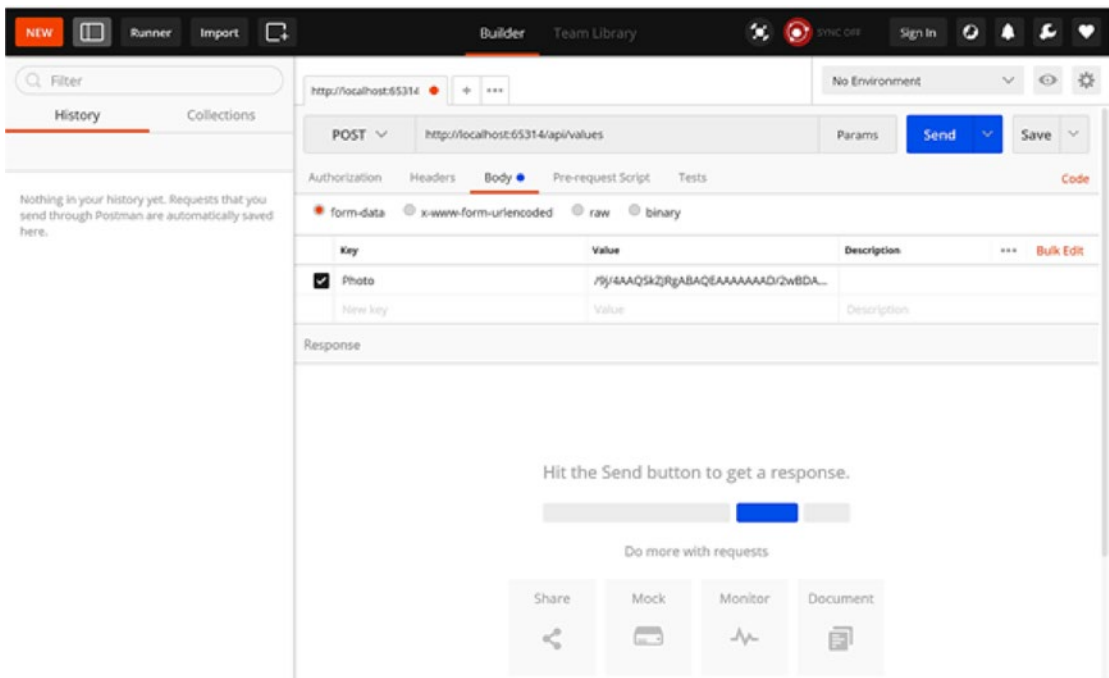 NEW Runner Import Builder Team Library SYNC OFF Sign In
Filter
History Collections
Nothing in your history yet. Requests that you
send through Postman are automatically saved
here.
http://localhost:65314 + ••• No Environment
POST http://localhost:65314/api/values Params Send Save
Authorization Headers Body Pre-request Script Tests Code
form-data x-www-form-urlencoded raw binary
Key Value Description ••• Bulk Edit
Photo /9j/4AAQSkZJRgABAQEAAAAAAAD/2wBDA...
New key Value Description
Response
Hit the Send button to get a response.
Do more with requests
Share Mock Monitor Document